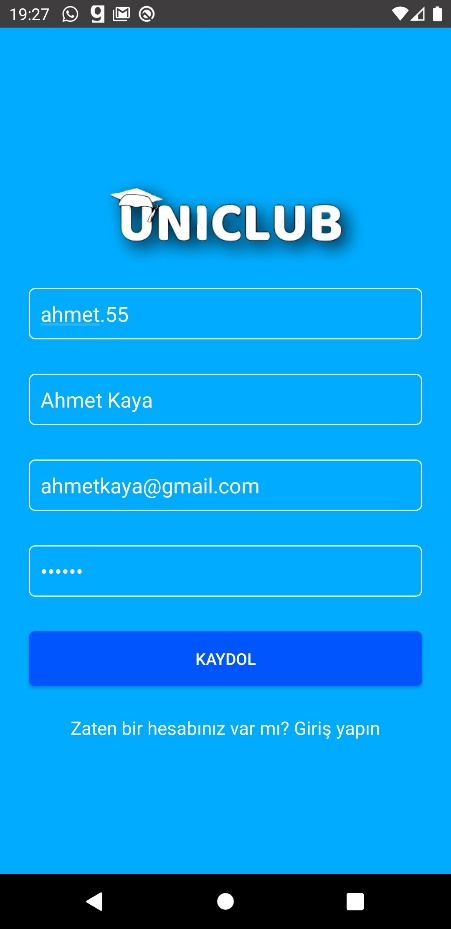 19:27
UNICLUB
ahmet.55
Ahmet Kaya
ahmetkaya@gmail.com
••••••
KAYDOL
Zaten bir hesabınız var mı? Giriş yapın